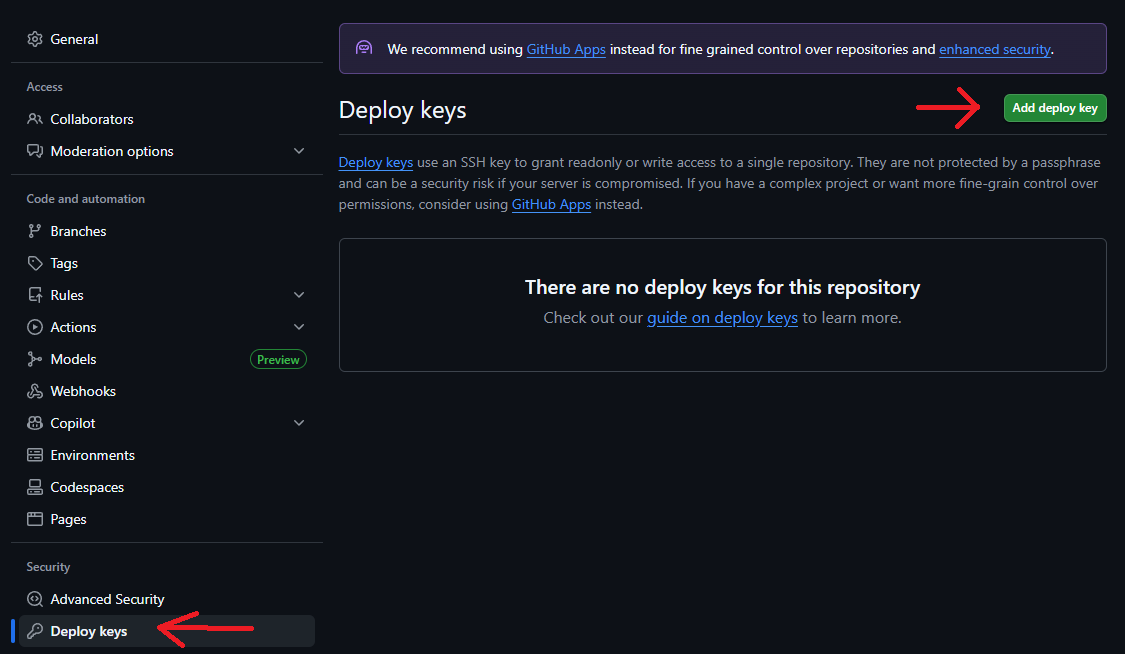 General
Access
Collaborators
Moderation options
Code and automation
Branches
Tags
Rules
Actions
Models Preview
Webhooks
Copilot
Environments
Codespaces
Pages
Security
Advanced Security
Deploy keys
We recommend using GitHub Apps instead for fine grained control over repositories and enhanced security.
Deploy keys
Add deploy key
Deploy keys use an SSH key to grant readonly or write access to a single repository. They are not protected by a passphrase
and can be a security risk if your server is compromised. If you have a complex project or want more fine-grain control over
permissions, consider using GitHub Apps instead.
There are no deploy keys for this repository
Check out our guide on deploy keys to learn more.